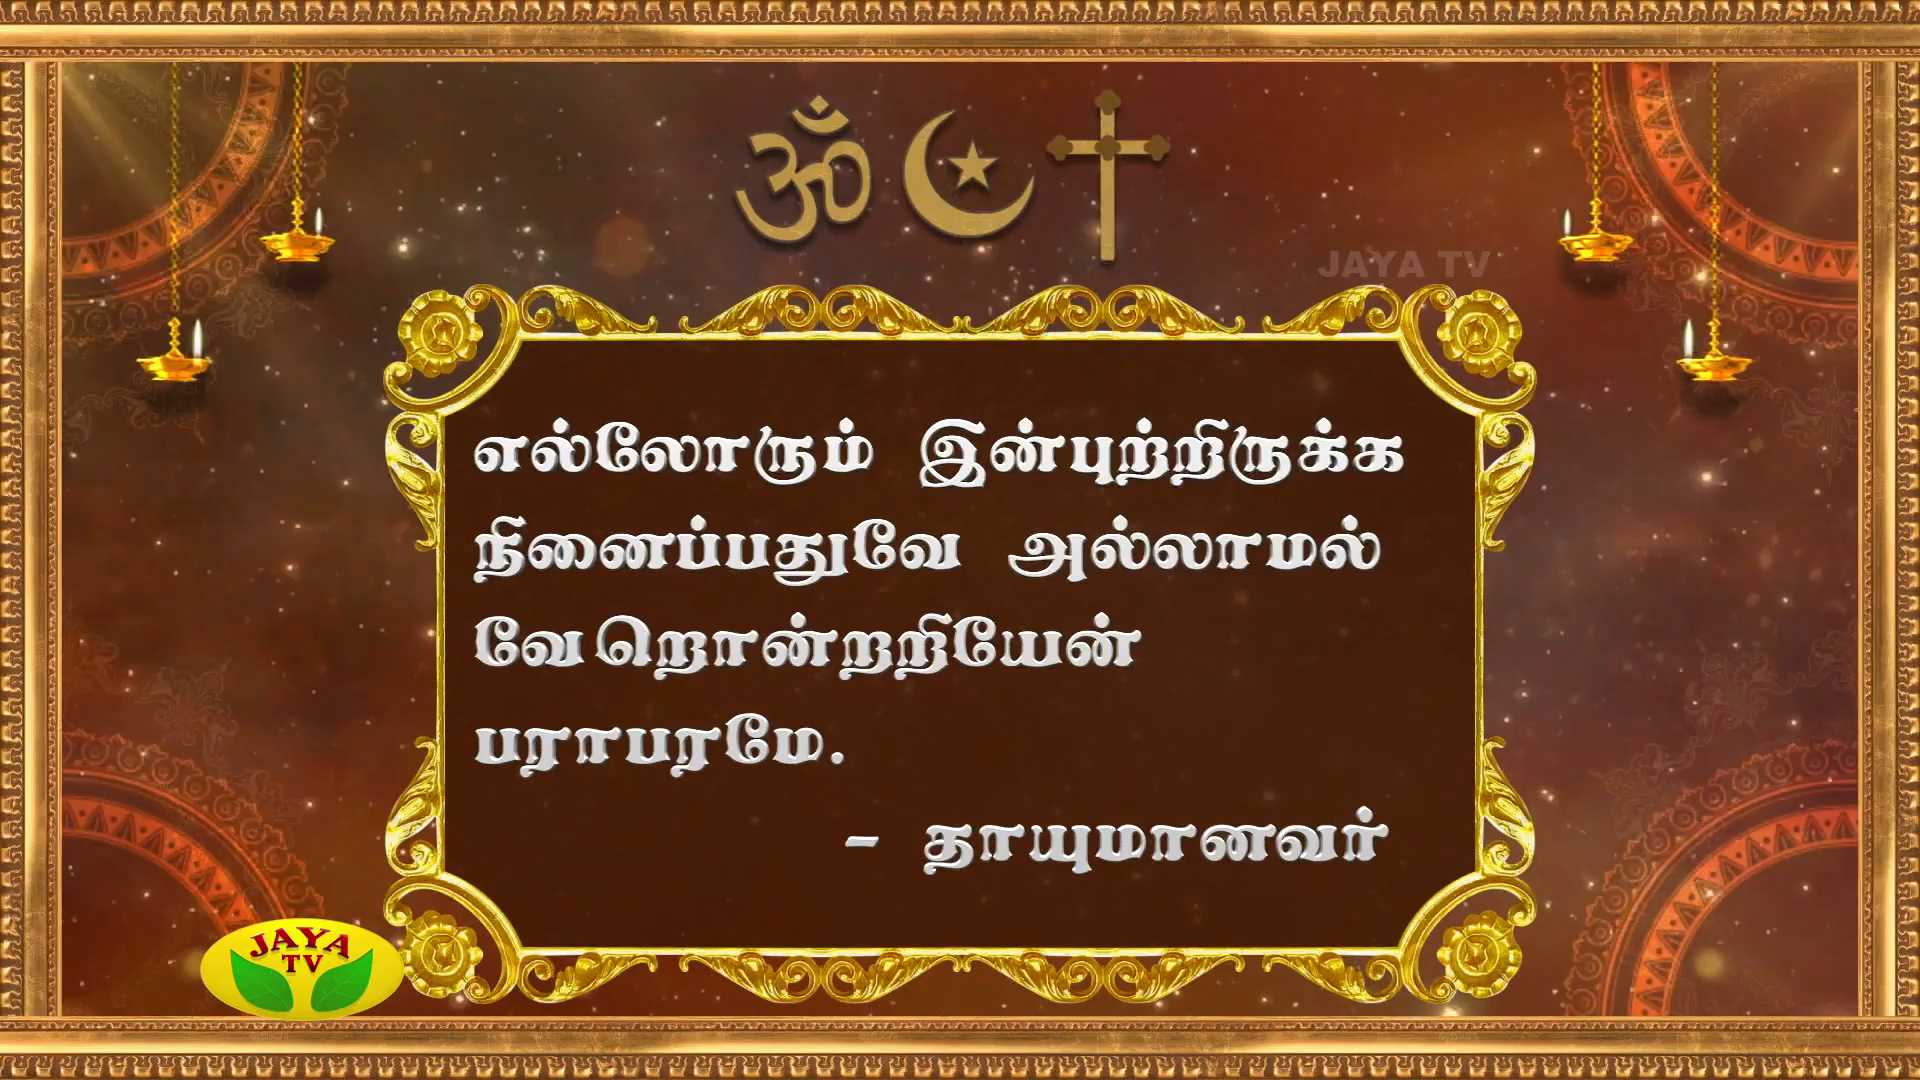 JAYA TV
எல்லோரும் இன்புற்றிருக்க
நினைப்பதுவே அல்லாமல்
வேறொன்றறியேன்
பராபரமே.
- தாயுமானவர்
JAYA
TV